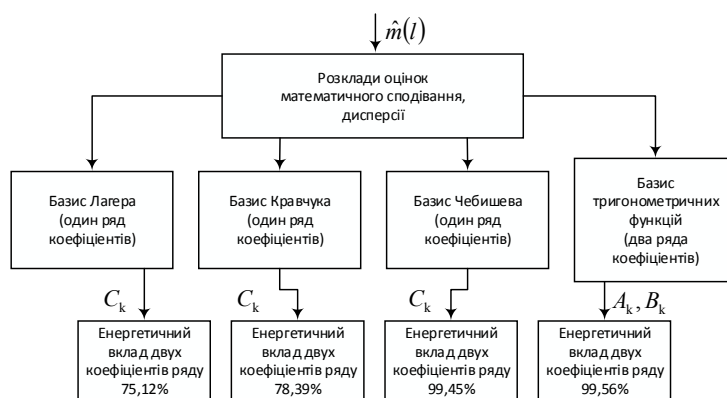 m̂(l)
Розклади оцінок
математичного сподівання,
дисперсії
Базис Лагера
(один ряд
коефіцієнтів)
Базис Кравчука
(один ряд
коефіцієнтів)
Базис Чебишева
(один ряд
коефіцієнтів)
Базис
тригонометричних
функцій
(два ряда
коефіцієнтів)
Cₖ
Cₖ
Cₖ
Aₖ, Bₖ
Енергетичний
вклад двух
коефіцієнтів ряду
75,12%
Енергетичний
вклад двух
коефіцієнтів ряду
78,39%
Енергетичний
вклад двух
коефіцієнтів ряду
99,45%
Енергетичний
вклад двух
коефіцієнтів ряду
99,56%